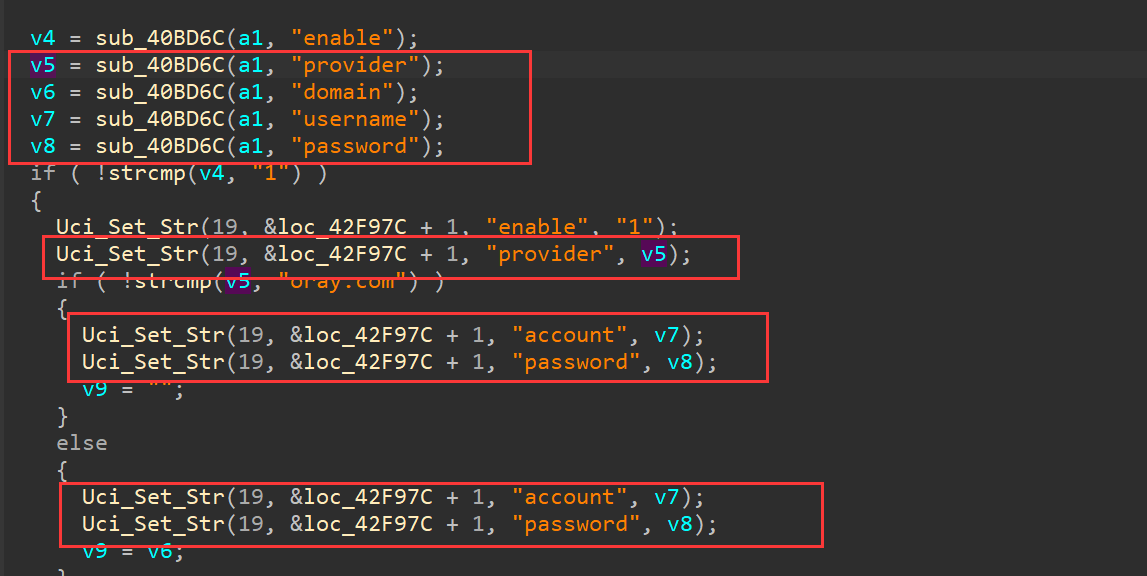 v4 = sub_40BD6C(a1, "enable");
v5 = sub_40BD6C(a1, "provider");
v6 = sub_40BD6C(a1, "domain");
v7 = sub_40BD6C(a1, "username");
v8 = sub_40BD6C(a1, "password");
if ( !strcmp(v4, "1") )
{
Uci_Set_Str(19, &loc_42F97C + 1, "enable", "1");
Uci_Set_Str(19, &loc_42F97C + 1, "provider", v5);
if ( !strcmp(v5, "oray.com") )
{
Uci_Set_Str(19, &loc_42F97C + 1, "account", v7);
Uci_Set_Str(19, &loc_42F97C + 1, "password", v8);
v9 = "";
}
else
{
Uci_Set_Str(19, &loc_42F97C + 1, "account", v7);
Uci_Set_Str(19, &loc_42F97C + 1, "password", v8);
v9 = v6;
}